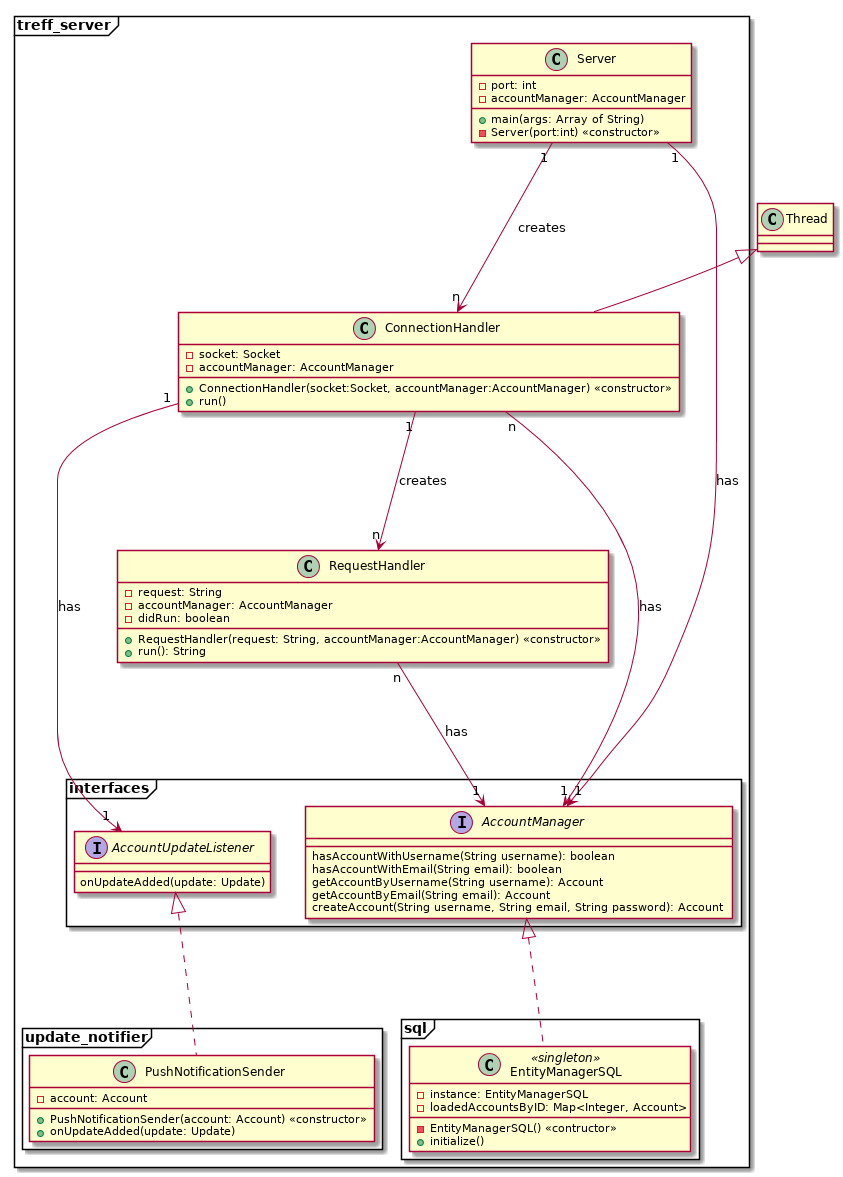 treff_server
C Server
port: int
accountManager: AccountManager
main(args: Array of String)
Server(port:int) «constructor»
1
1
creates
C Thread
n
C ConnectionHandler
socket: Socket
accountManager: AccountManager
ConnectionHandler(socket:Socket, accountManager:AccountManager) «constructor»
run()
1
1
n
creates
has
n
C RequestHandler
request: String
accountManager: AccountManager
didRun: boolean
RequestHandler(request: String, accountManager:AccountManager) «constructor»
run(): String
has
has
n
has
interfaces
1
1
1
1
I AccountUpdateListener
onUpdateAdded(update: Update)
I AccountManager
hasAccountWithUsername(String username): boolean
hasAccountWithEmail(String email): boolean
getAccountByUsername(String username): Account
getAccountByEmail(String email): Account
createAccount(String username, String email, String password): Account
update_notifier
C PushNotificationSender
account: Account
PushNotificationSender(account: Account) «constructor»
onUpdateAdded(update: Update)
sql
«singleton»
C EntityManagerSQL
instance: EntityManagerSQL
loadedAccountsByID: Map<Integer, Account>
EntityManagerSQL() «contructor»
initialize()